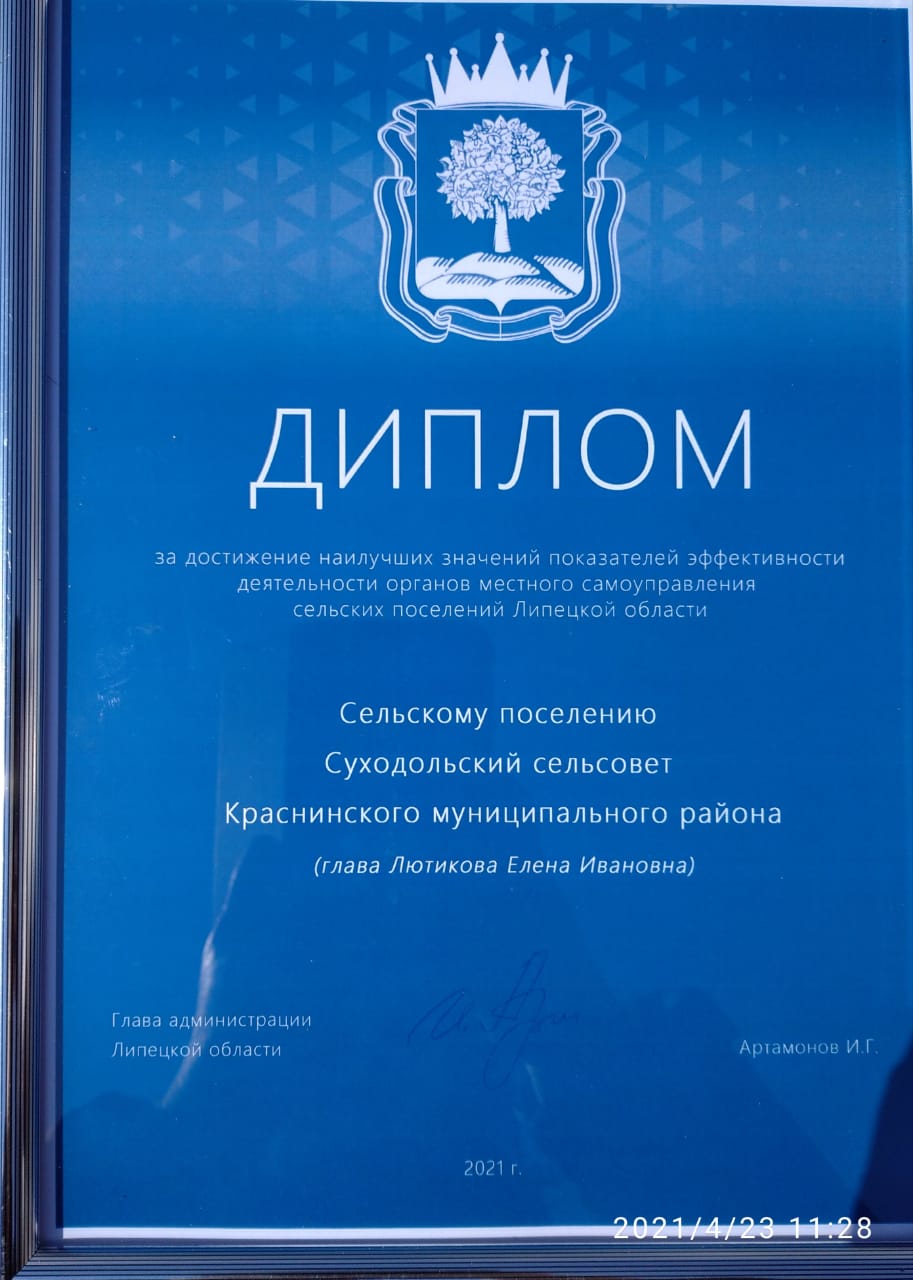 ДИПЛОМ
за достижение наилучших значений показателей эффективности
деятельности органов местного самоуправления
сельских поселений Липецкой области
Сельскому поселению
Суходольский сельсовет
Краснинского муниципального района
(глава Лютикова Елена Ивановна)
Глава администрации
Липецкой области
Артамонов И.Г.
2021 г.
2021/4/23 11:28